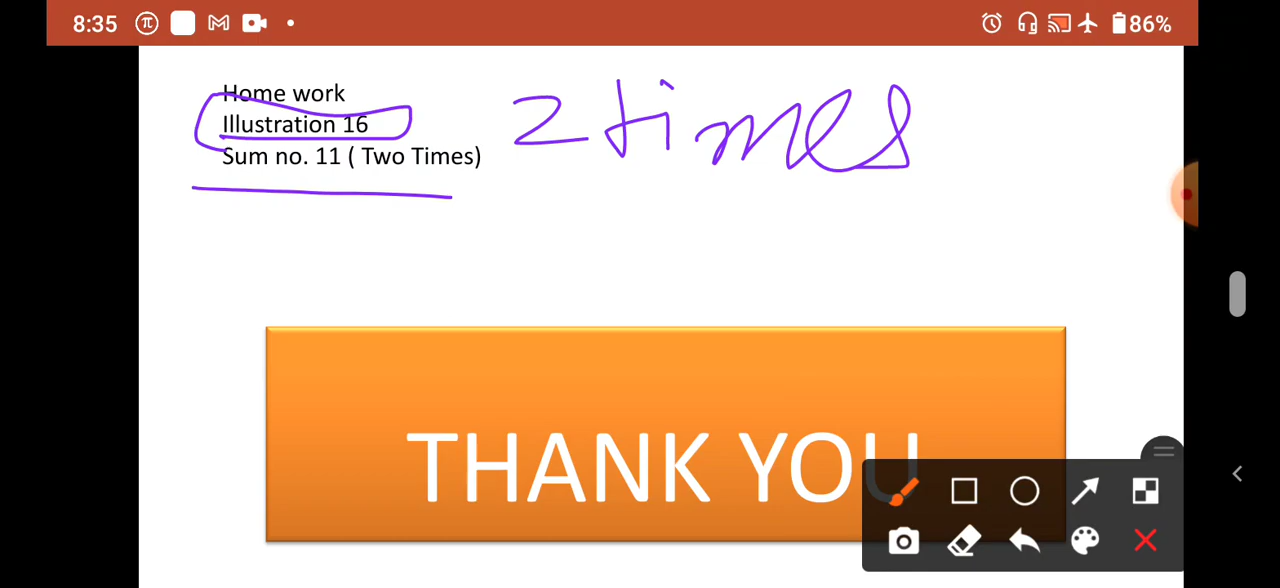 8:35
86%
Home work
Illustration 16
Sum no. 11 ( Two Times)
2 times
THANK YOU